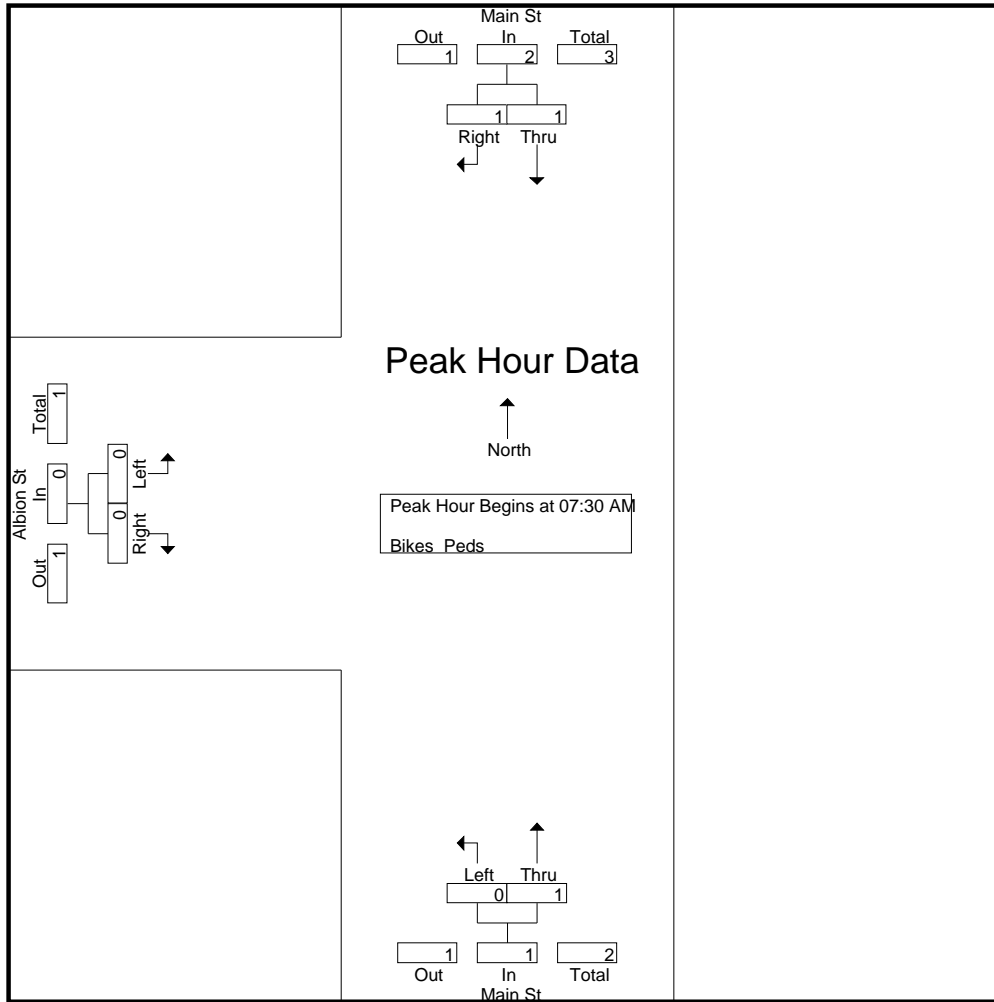 Main St
Out In Total
1 2 3
1 1
Right Thru
Peak Hour Data
North
Peak Hour Begins at 07:30 AM
Bikes Peds
Albion St
Out In Total
1 0 1
Right Left
0 0
Left Thru
0 1
1 1 2
Out In Total
Main St